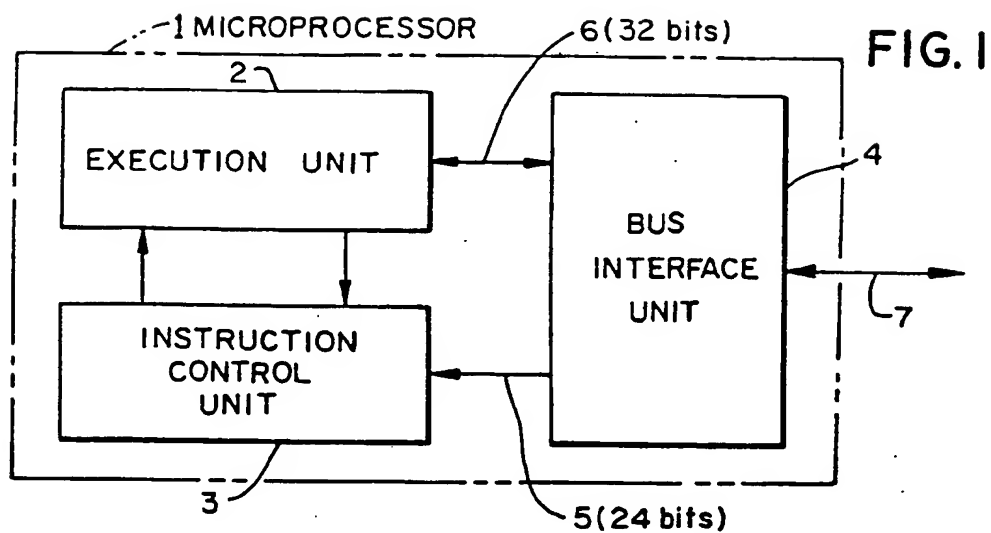 1 MICROPROCESSOR
6 (32 bits)
FIG. 1
2
EXECUTION UNIT
4
BUS
INTERFACE
UNIT
7
INSTRUCTION
CONTROL
UNIT
3
5 (24 bits)